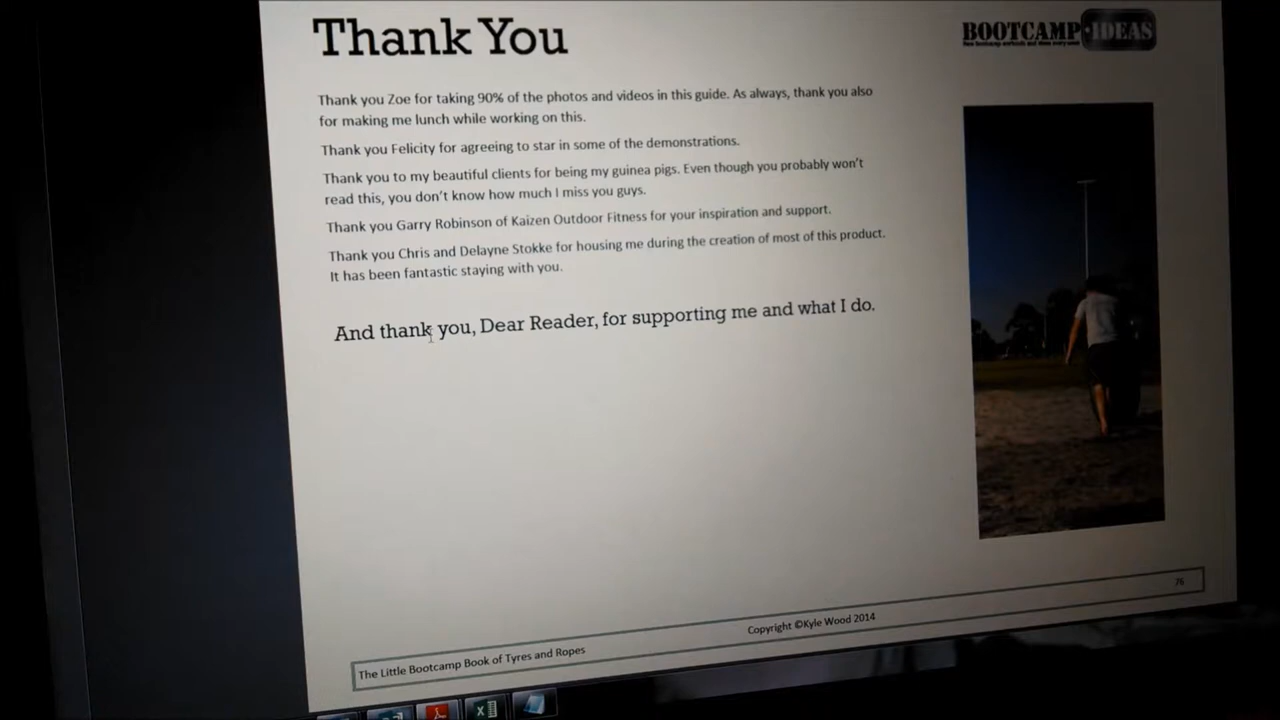 Thank You
BOOTCAMP IDEAS
Thank you Zoe for taking 90% of the photos and videos in this guide. As always, thank you also
for making me lunch while working on this.
Thank you Felicity for agreeing to star in some of the demonstrations.
Thank you to my beautiful clients for being my guinea pigs. Even though you probably won't
read this, you don't know how much I miss you guys.
Thank you Garry Robinson of Kaizen Outdoor Fitness for your inspiration and support.
Thank you Chris and Delayne Stokke for housing me during the creation of most of this product.
It has been fantastic staying with you.
And thank you, Dear Reader, for supporting me and what I do.
76
Copyright ©Kyle Wood 2014
The Little Bootcamp Book of Tyres and Ropes